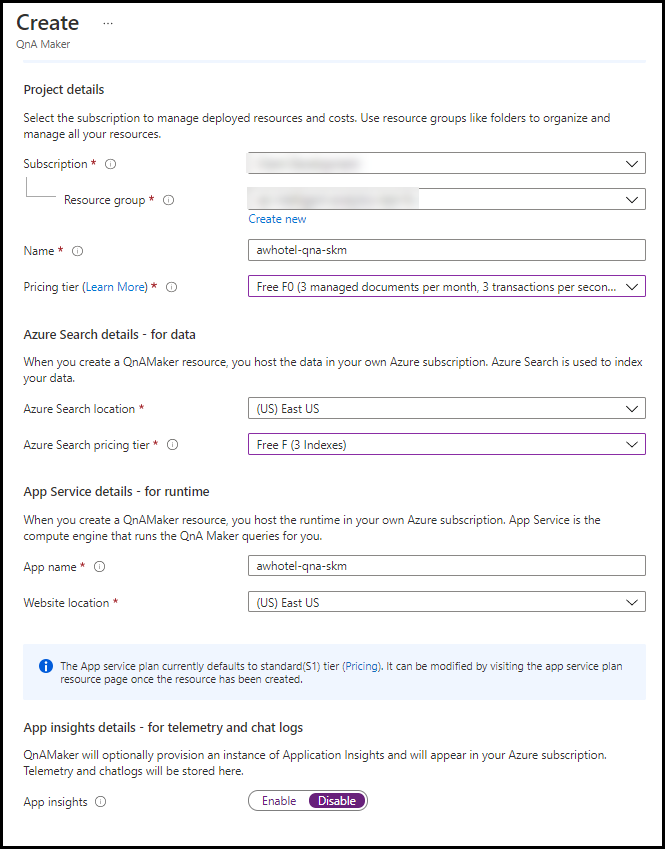 Create ...
QnA Maker
Project details
Select the subscription to manage deployed resources and costs. Use resource groups like folders to organize and
manage all your resources.
Subscription *
Resource group *
Create new
Name * awhotel-qna-skm
Pricing tier (Learn More) * Free F0 (3 managed documents per month, 3 transactions per secon...
Azure Search details - for data
When you create a QnAMaker resource, you host the data in your own Azure subscription. Azure Search is used to index
your data.
Azure Search location * (US) East US
Azure Search pricing tier * Free F (3 Indexes)
App Service details - for runtime
When you create a QnAMaker resource, you host the runtime in your own Azure subscription. App Service is the
compute engine that runs the QnA Maker queries for you.
App name * awhotel-qna-skm
Website location * (US) East US
The App service plan currently defaults to standard(S1) tier (Pricing). It can be modified by visiting the app service plan
resource page once the resource has been created.
App insights details - for telemetry and chat logs
QnAMaker will optionally provision an instance of Application Insights and will appear in your Azure subscription.
Telemetry and chatlogs will be stored here.
App insights Enable Disable